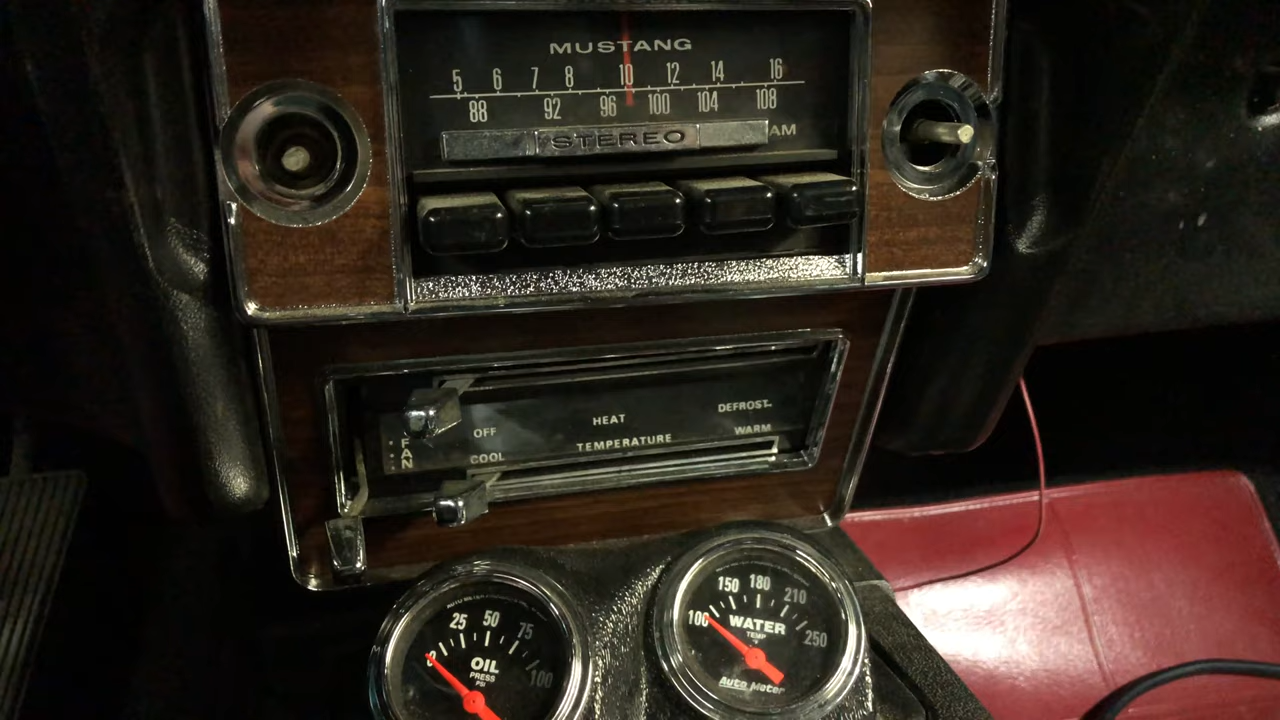 MUSTANG
5 6 7 8 10 12 14 16
88 92 96 100 104 108
STEREO AM
OFF HEAT DEFROST
FAN COOL TEMPERATURE WARM
0 25 50 75 100
OIL
PRESS
PSI
100 150 180 210 250
WATER
TEMP
Auto Meter